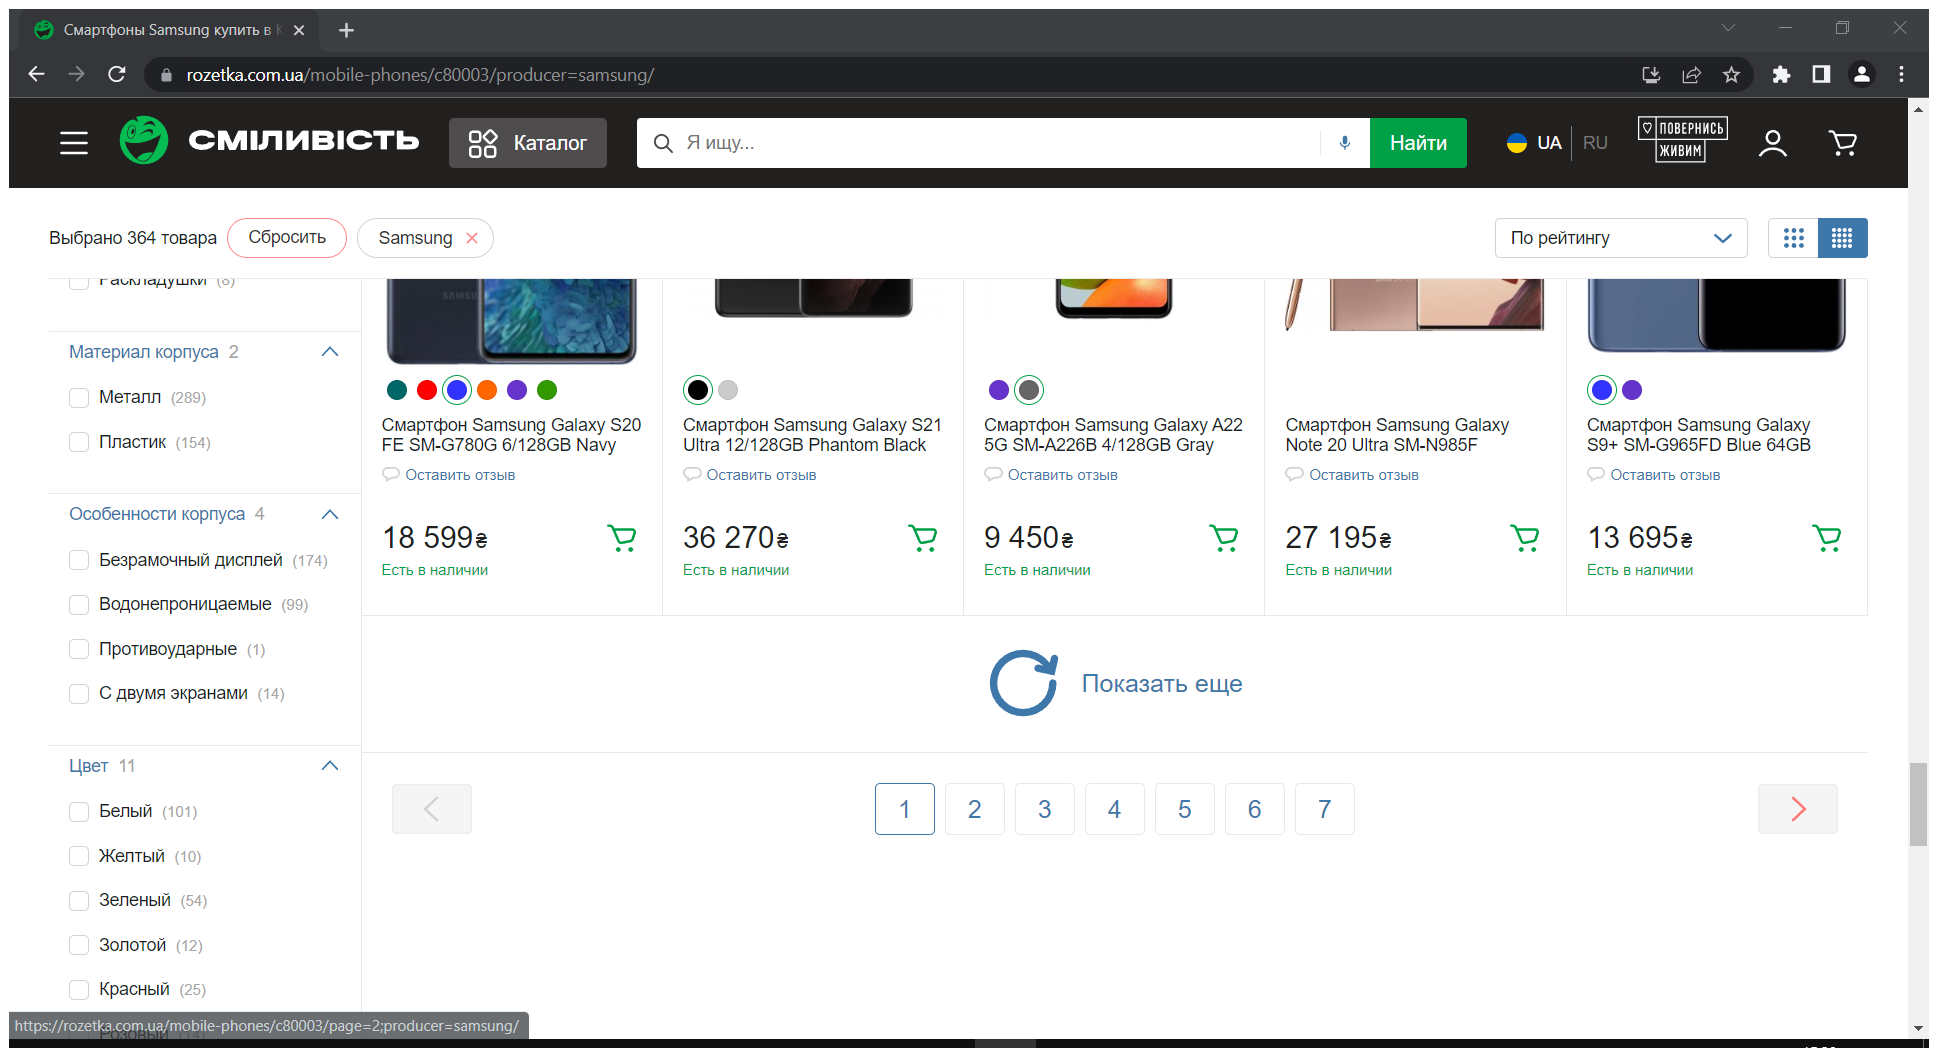 Смартфоны Samsung купить в К
rozetka.com.ua/mobile-phones/c80003/producer=samsung/
СМІЛИВІСТЬ
Каталог
Я ищу...
Найти
UA
RU
ПОВЕРНИСЬ
ЖИВИМ
Выбрано 364 товара
Сбросить
Samsung
По рейтингу
Раскладушки (8)
Материал корпуса 2
Металл (289)
Пластик (154)
Особенности корпуса 4
Безрамочный дисплей (174)
Водонепроницаемые (99)
Противоударные (1)
С двумя экранами (14)
Цвет 11
Белый (101)
Желтый (10)
Зеленый (54)
Золотой (12)
Красный (25)
Розовый (14)
Смартфон Samsung Galaxy S20
FE SM-G780G 6/128GB Navy
Оставить отзыв
18 599₴
Есть в наличии
Смартфон Samsung Galaxy S21
Ultra 12/128GB Phantom Black
Оставить отзыв
36 270₴
Есть в наличии
Смартфон Samsung Galaxy A22
5G SM-A226B 4/128GB Gray
Оставить отзыв
9 450₴
Есть в наличии
Смартфон Samsung Galaxy
Note 20 Ultra SM-N985F
Оставить отзыв
27 195₴
Есть в наличии
Смартфон Samsung Galaxy
S9+ SM-G965FD Blue 64GB
Оставить отзыв
13 695₴
Есть в наличии
Показать еще
1 2 3 4 5 6 7
https://rozetka.com.ua/mobile-phones/c80003/page=2;producer=samsung/